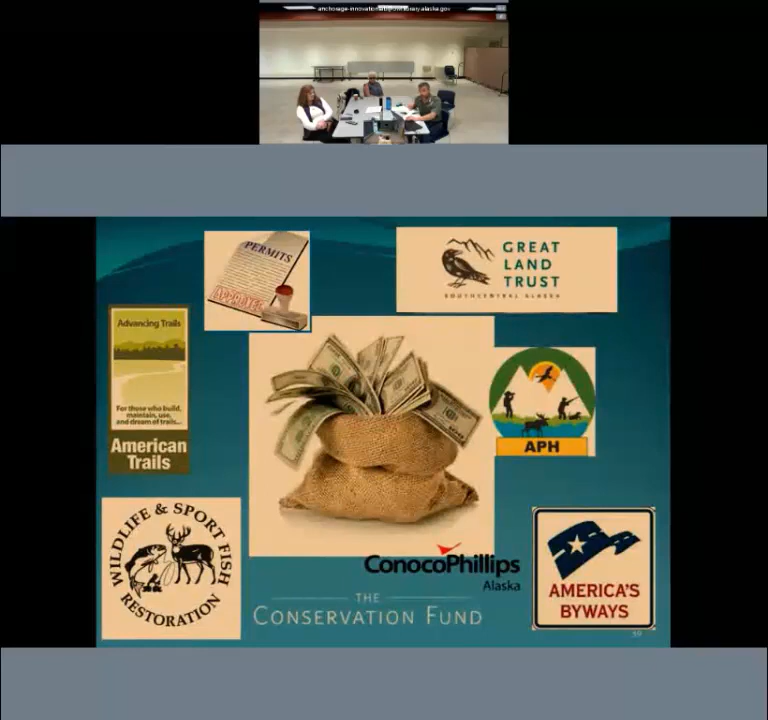 PERMITS
APPROVED
GREAT
LAND
TRUST
SOUTHCENTRAL ALASKA
Advancing Trails
For those who build,
maintain, use,
and dream of trails...
American
Trails
APH
WILDLIFE & SPORT FISH
RESTORATION
ConocoPhillips
Alaska
THE
CONSERVATION FUND
AMERICA'S
BYWAYS
59